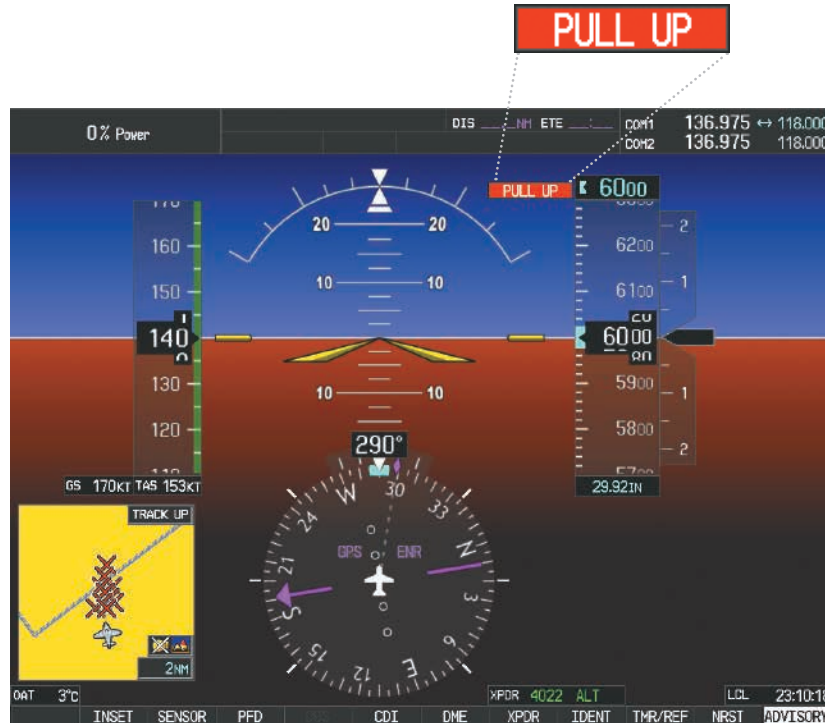 PULL UP
0% Power
DIS ___NM ETE __:__
COM1 136.975 ↔ 118.000
COM2 136.975 118.000
PULL UP 6000
170
160 20 20 6200 2
150 10 10 6100 1
140 6000
130 10 10 5900 1
120 5800 2
290°
GS 170KT TAS 153KT
29.92IN
TRACK UP
2NM
GPS ENR
N 3 6 E 12 15 S 21 24 W 30 33
OAT 3°C XPDR 4022 ALT LCL 23:10:18
INSET SENSOR PFD CDI DME XPDR IDENT TMR/REF NRST ADVISORY